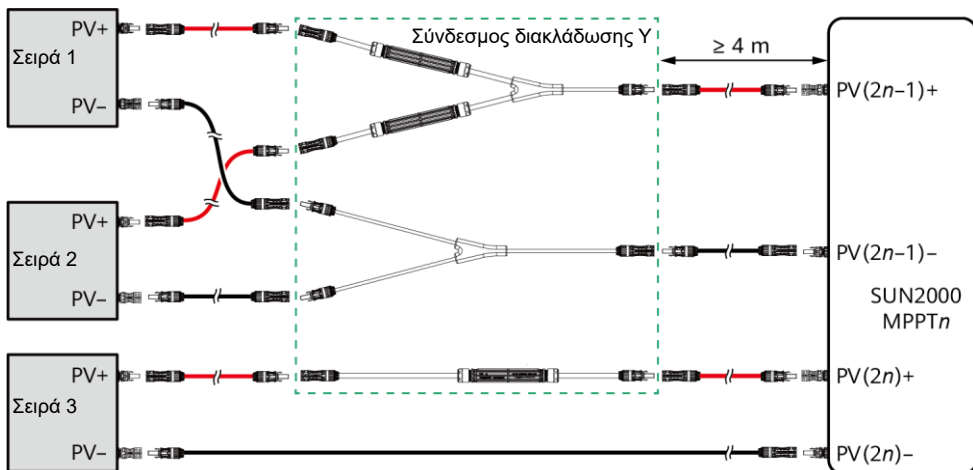 PV+
Σειρά 1
PV–
Σύνδεσμος διακλάδωσης Y
≥ 4 m
PV(2n–1)+
PV+
Σειρά 2
PV–
PV(2n–1)–
SUN2000
MPPTn
PV+
Σειρά 3
PV–
PV(2n)+
PV(2n)–